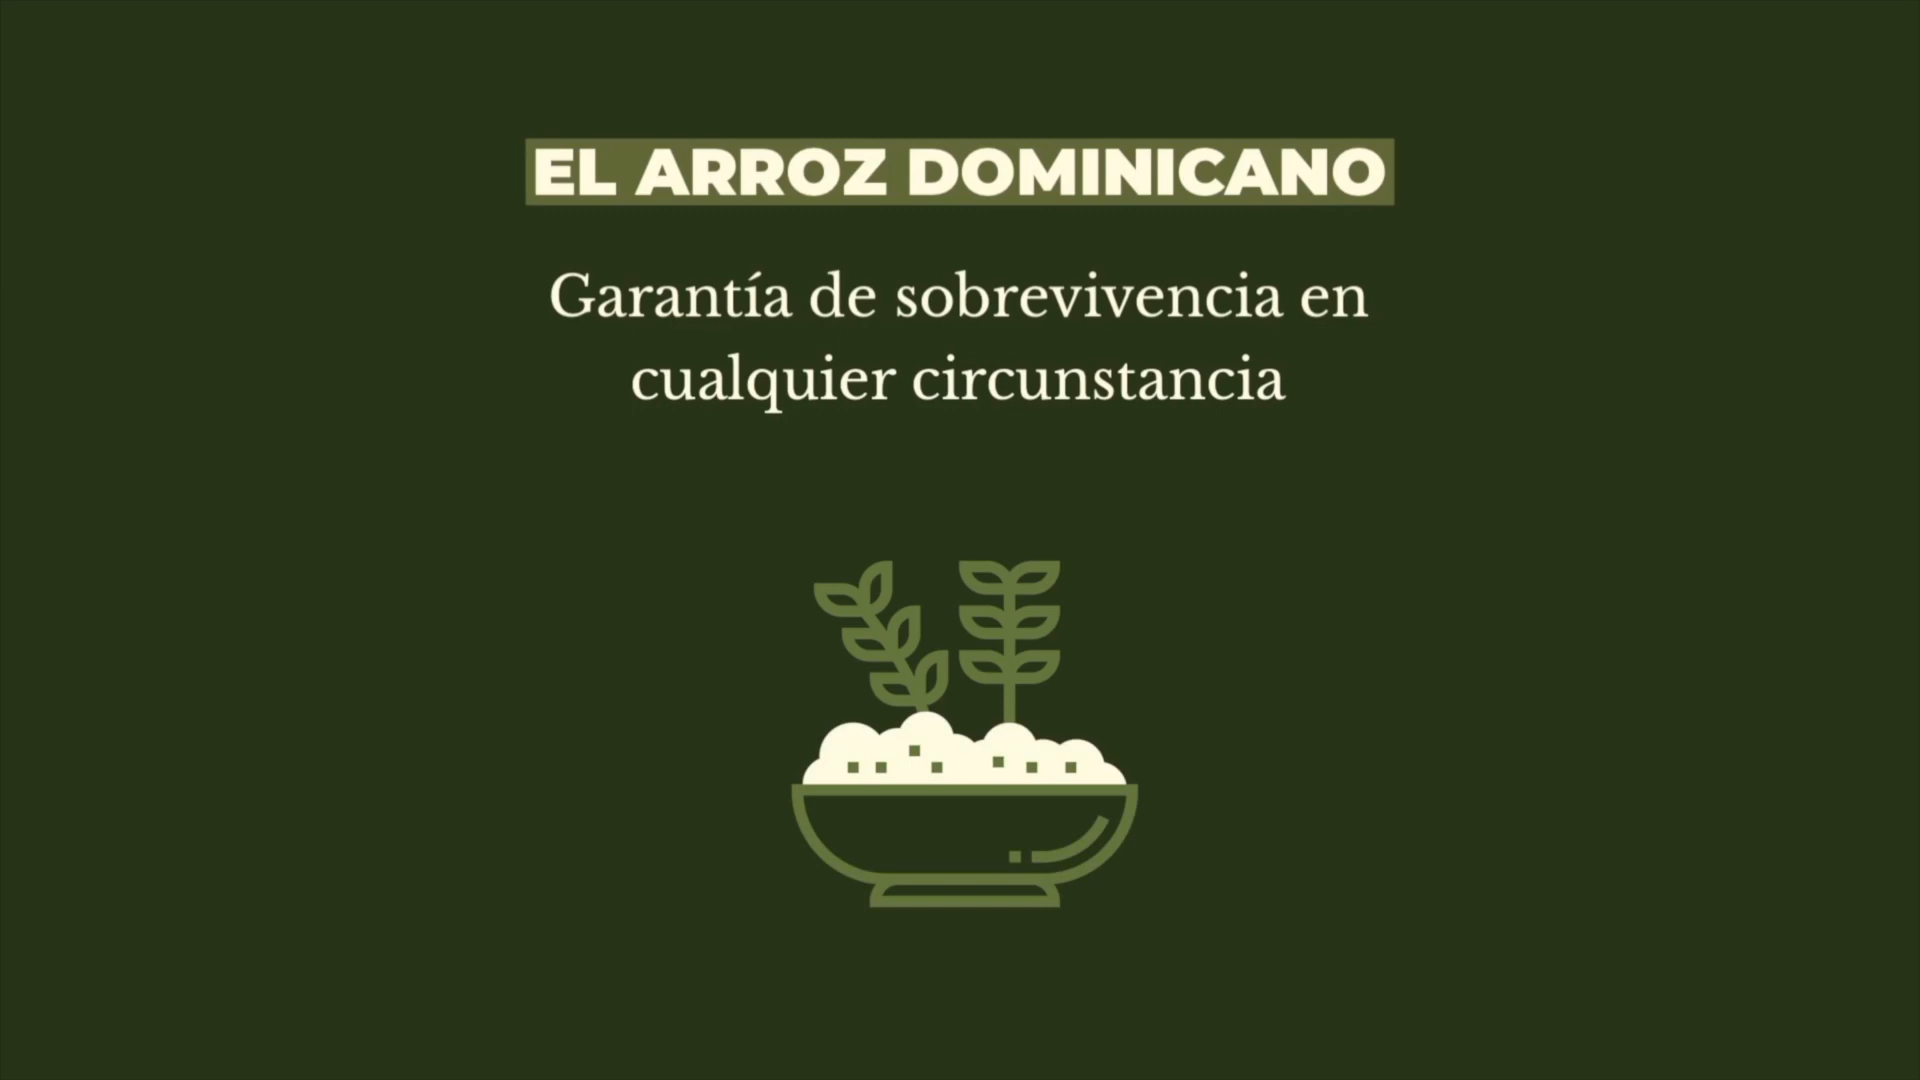 EL ARROZ DOMINICANO
Garantía de sobrevivencia en
cualquier circunstancia